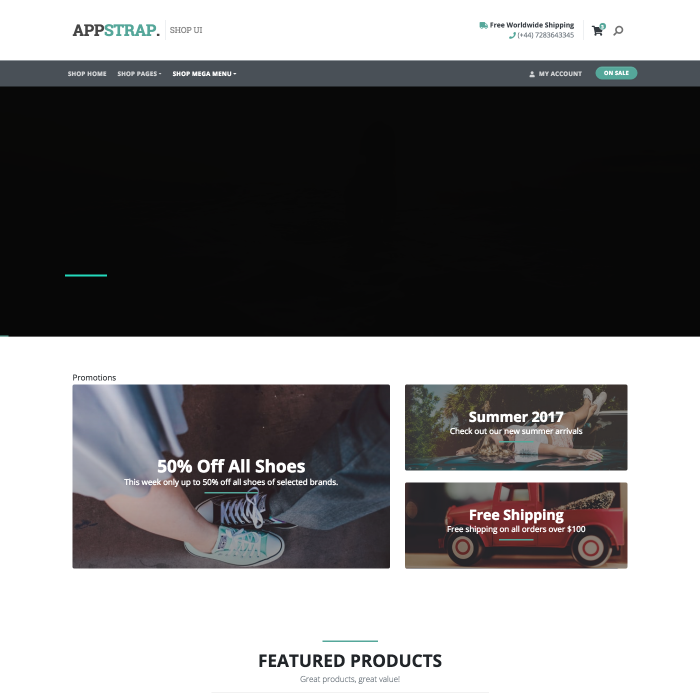 APPSTRAP. SHOP UI
Free Worldwide Shipping
(+44) 7283643345
SHOP HOME SHOP PAGES SHOP MEGA MENU MY ACCOUNT ON SALE
Promotions
50% Off All Shoes
This week only up to 50% off all shoes of selected brands.
Summer 2017
Check out our new summer arrivals
Free Shipping
Free shipping on all orders over $100
FEATURED PRODUCTS
Great products, great value!